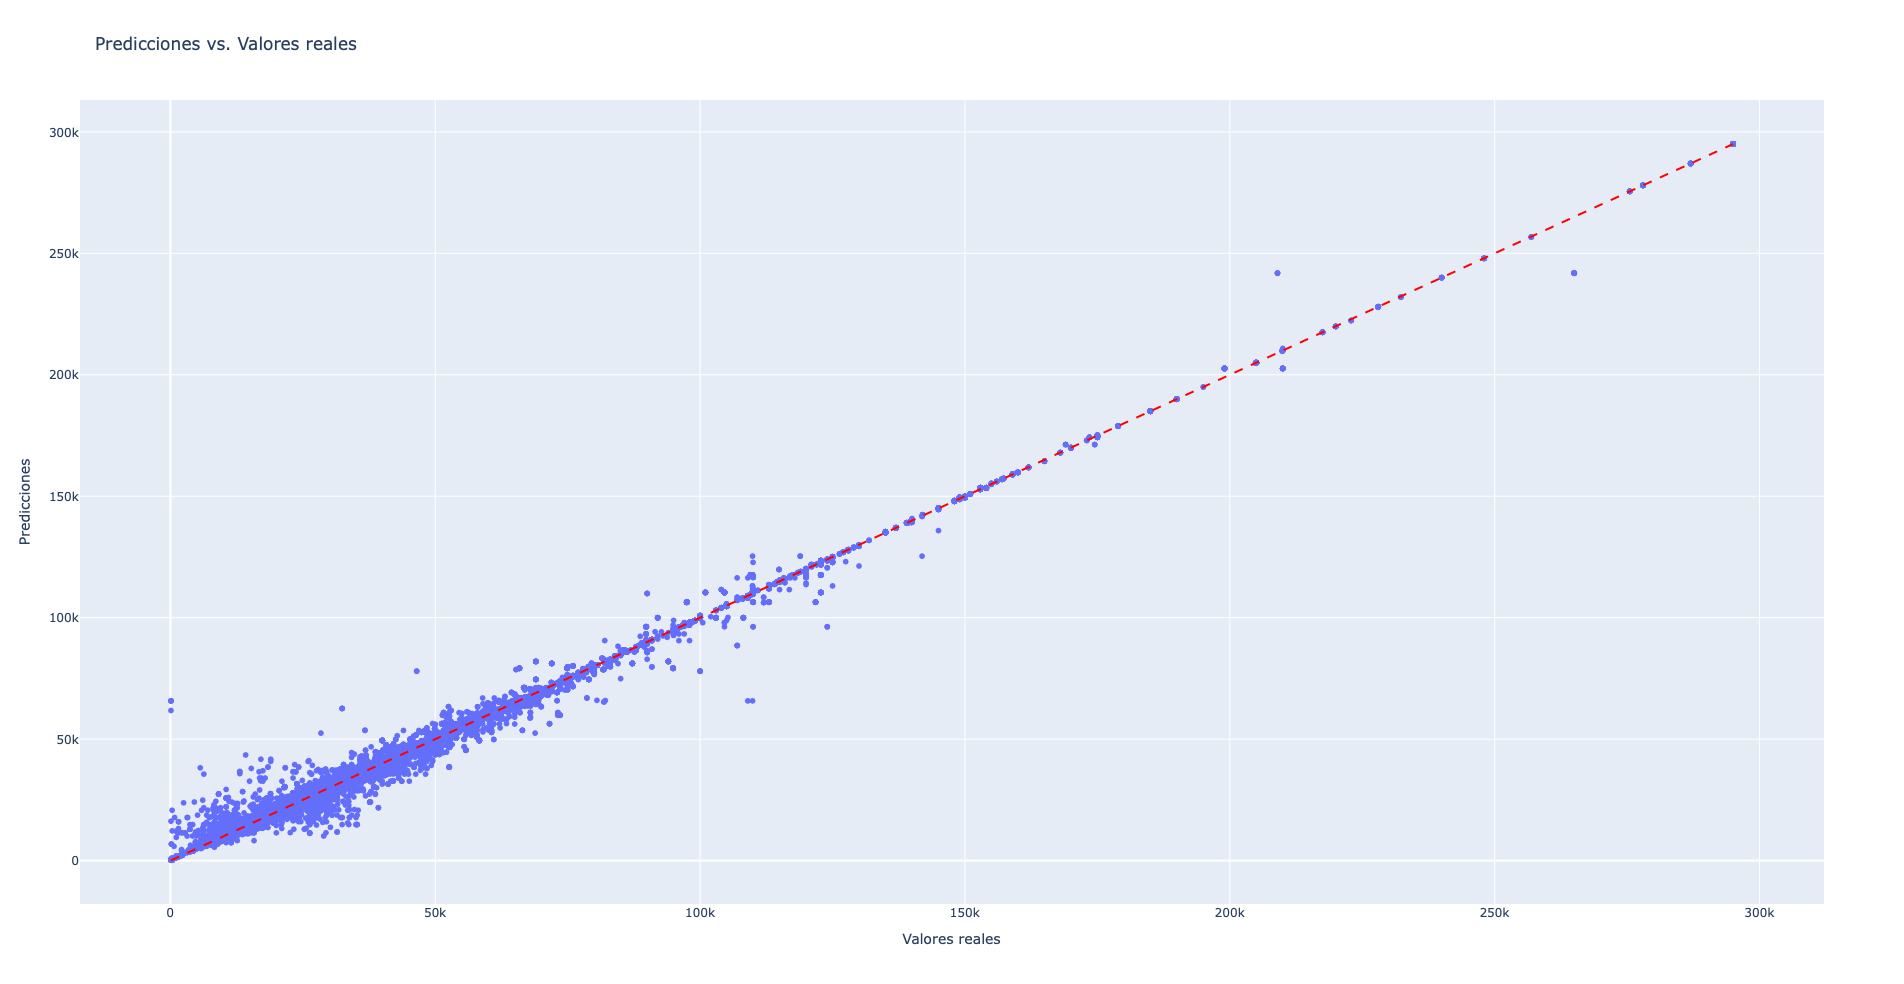 Predicciones vs. Valores reales
300k
250k
200k
150k
100k
50k
0
Predicciones
0 50k 100k 150k 200k 250k 300k
Valores reales